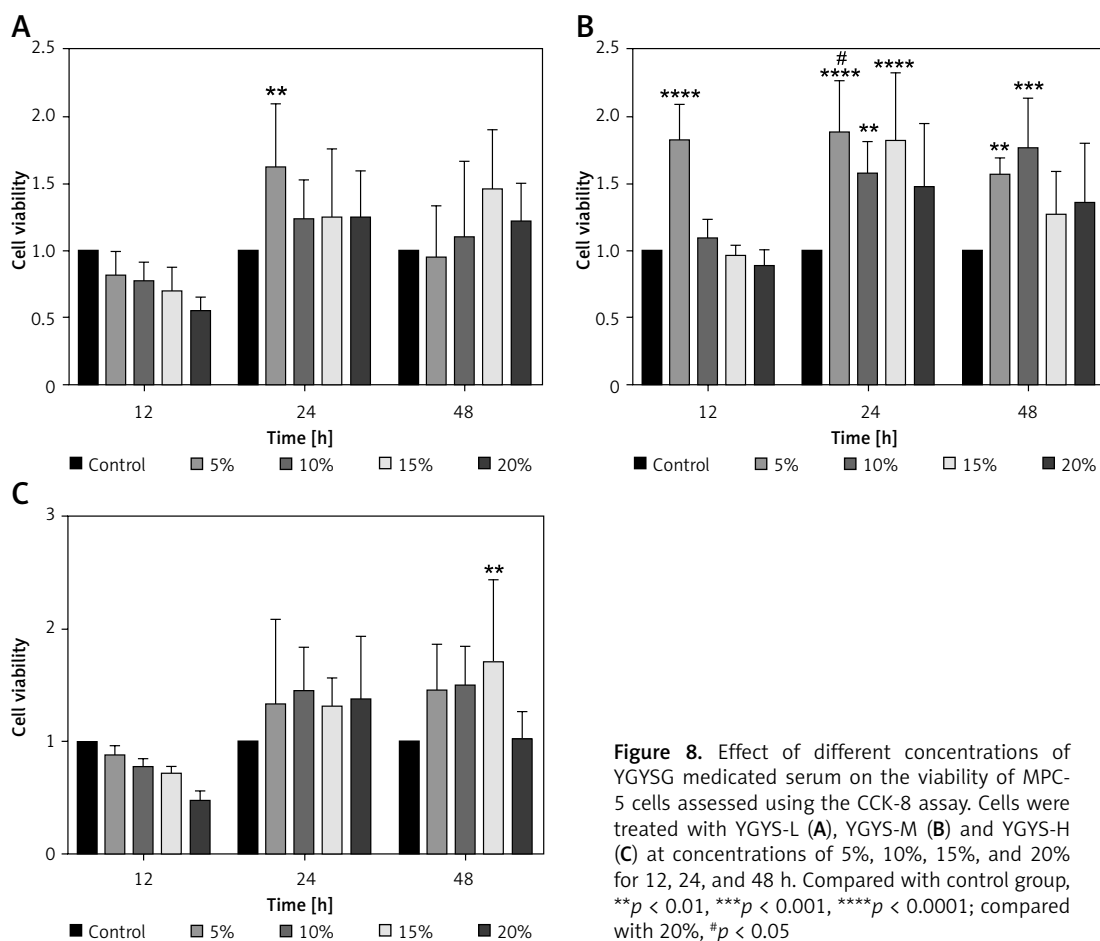 A
B
2.5
2.0
1.5
1.0
0.5
0
Cell viability
**
12
24
48
Time [h]
Control 5% 10% 15% 20%
2.5
2.0
1.5
1.0
0.5
0
Cell viability
****
#
****
**
****
**
***
12
24
48
Time [h]
Control 5% 10% 15% 20%
C
3
2
1
0
Cell viability
**
12
24
48
Time [h]
Control 5% 10% 15% 20%
Figure 8. Effect of different concentrations of
YGYSG medicated serum on the viability of MPC-
5 cells assessed using the CCK-8 assay. Cells were
treated with YGYS-L (A), YGYS-M (B) and YGYS-H
(C) at concentrations of 5%, 10%, 15%, and 20%
for 12, 24, and 48 h. Compared with control group,
**p < 0.01, ***p < 0.001, ****p < 0.0001; compared
with 20%, #p < 0.05